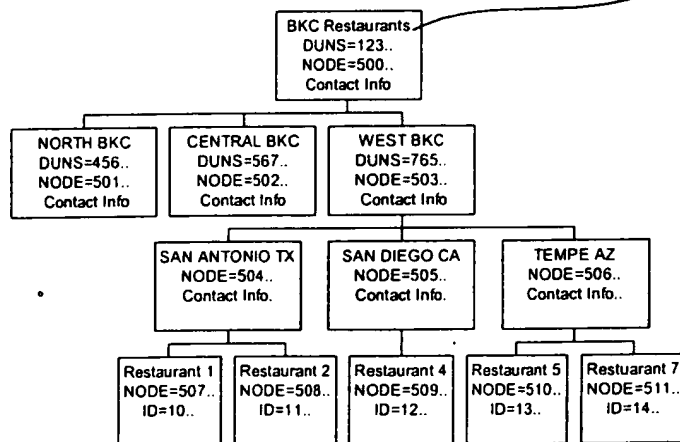 BKC Restaurants
DUNS=123..
NODE=500..
Contact Info
NORTH BKC
DUNS=456..
NODE=501..
Contact Info
CENTRAL BKC
DUNS=567..
NODE=502..
Contact Info
WEST BKC
DUNS=765..
NODE=503..
Contact Info
SAN ANTONIO TX
NODE=504..
Contact Info.
SAN DIEGO CA
NODE=505..
Contact Info.
TEMPE AZ
NODE=506..
Contact Info..
Restaurant 1
NODE=507..
ID=10..
Restaurant 2
NODE=508..
ID=11..
Restaurant 4
NODE=509..
ID=12..
Restaurant 5
NODE=510..
ID=13..
Restuarant 7
NODE=511..
ID=14..